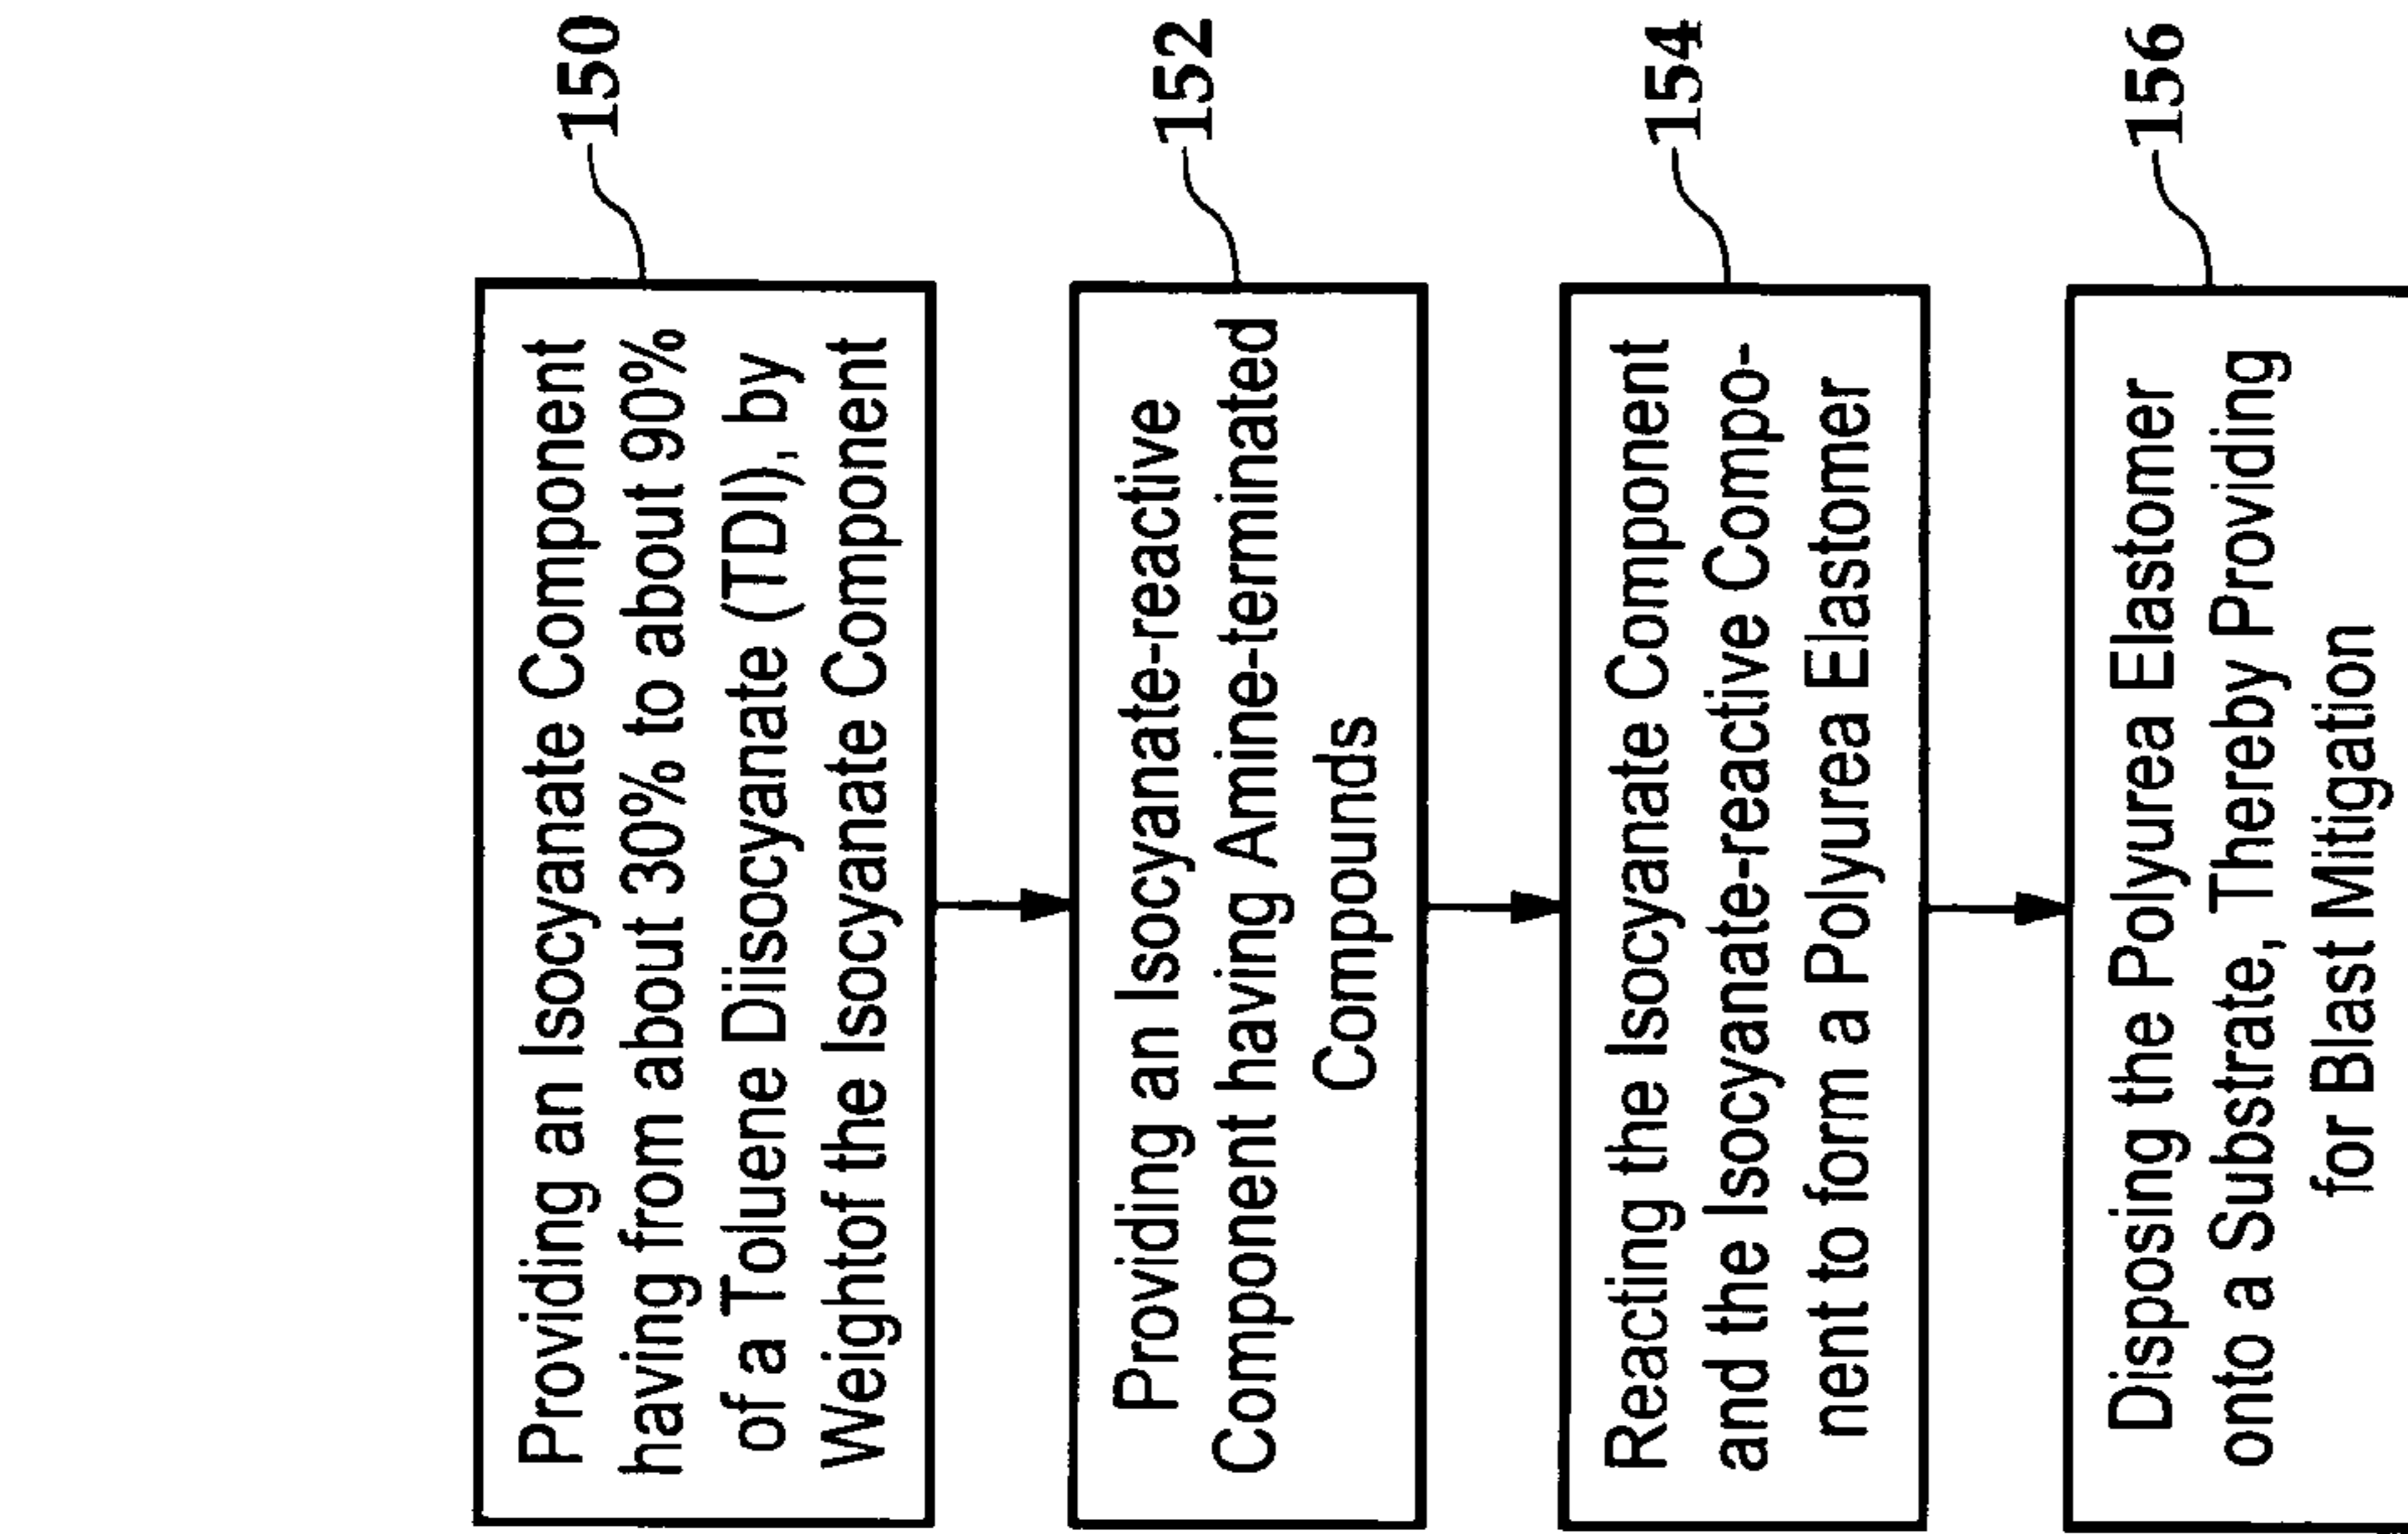 Providing an Isocyanate Component
having from about 30% to about 90%
of a Toluene Diisocyanate (TDI), by
Weightof the Isocyanate Component
150
Providing an Isocyanate-reactive
Component having Amine-terminated
Compounds
152
Reacting the Isocyanate Component
and the Isocyanate-reactive Compo-
nent to form a Polyurea Elastomer
154
Disposing the Polyurea Elastomer
onto a Substrate, Thereby Providing
for Blast Mitigation
156